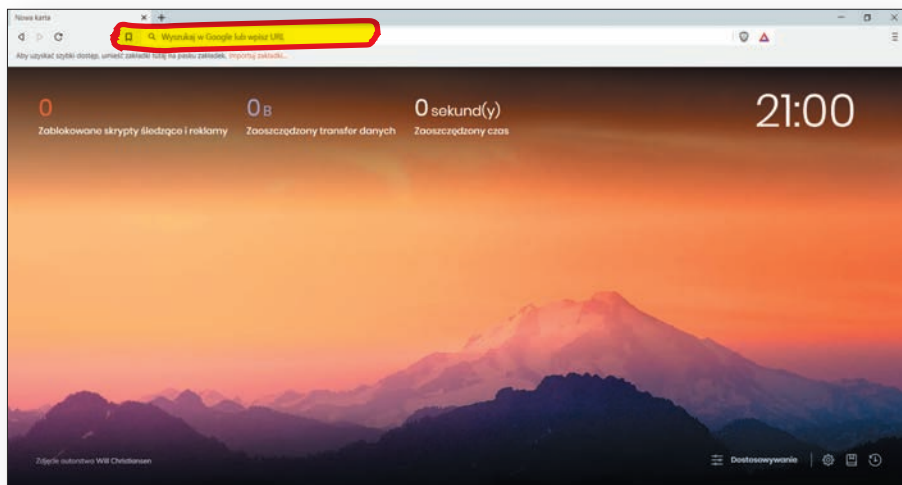 Nowa karta
Wyszukaj w Google lub wpisz URL
Aby uzyskać szybki dostęp, umieść zakładki tutaj na pasku zakładek. Importuj zakładki...
0
Zablokowane skrypty śledzące i reklamy
0 B
Zaoszczędzony transfer danych
0 sekund(y)
Zaoszczędzony czas
21:00
Zdjęcie autorstwa Will Christiansen
Dostosowywanie